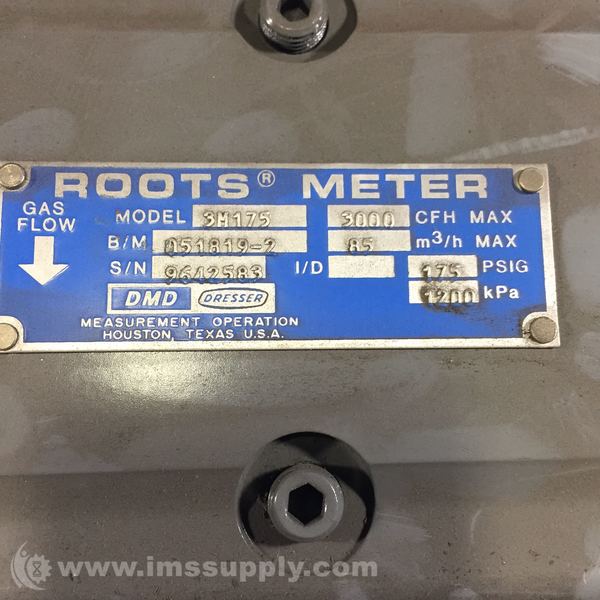 ROOTS® METER
GAS FLOW
MODEL 3M175 3000 CFH MAX
B/M 051819-2 85 m³/h MAX
S/N 9642583 I/D 175 PSIG
1200 kPa
DMD DRESSER
MEASUREMENT OPERATION
HOUSTON, TEXAS U.S.A.
www.imssupply.com